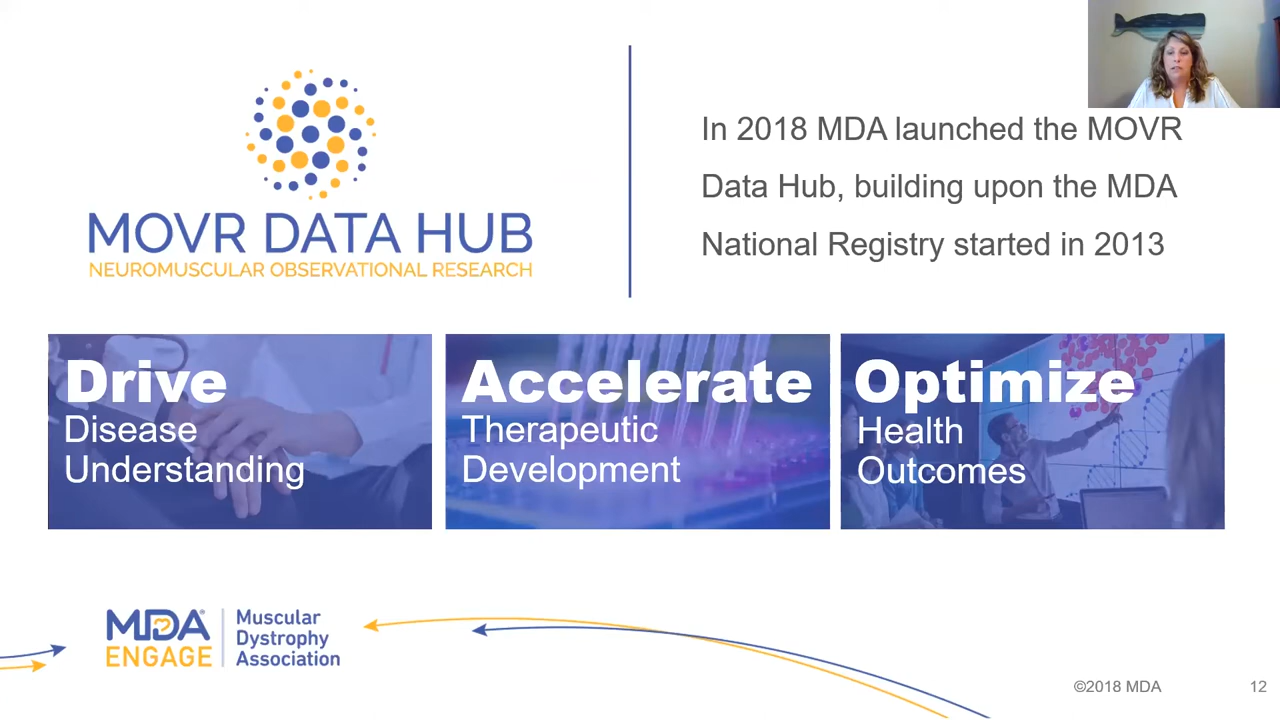 MOVR DATA HUB
NEUROMUSCULAR OBSERVATIONAL RESEARCH
In 2018 MDA launched the MOVR
Data Hub, building upon the MDA
National Registry started in 2013
Drive
Disease
Understanding
Accelerate
Therapeutic
Development
Optimize
Health
Outcomes
MDA®
ENGAGE
Muscular
Dystrophy
Association
©2018 MDA
12